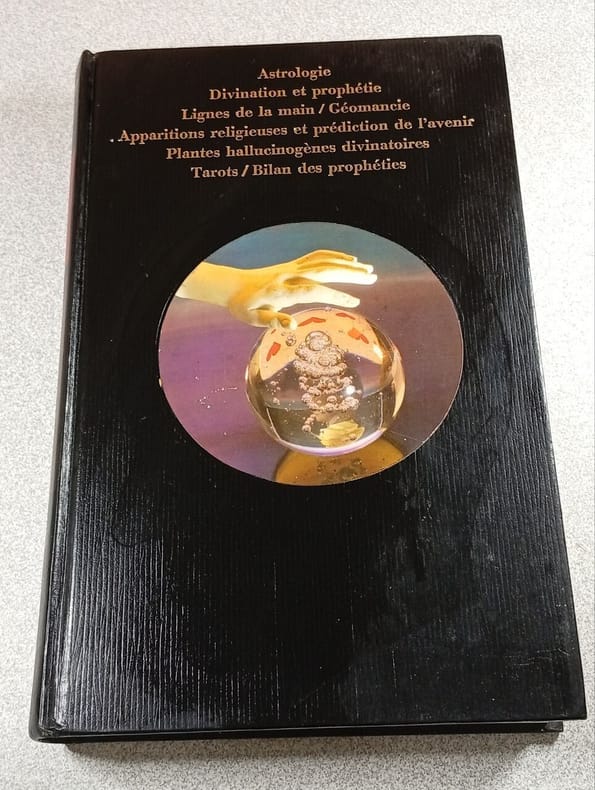 Astrologie
Divination et prophétie
Lignes de la main / Géomancie
Apparitions religieuses et prédiction de l'avenir
Plantes hallucinogènes divinatoires
Tarots / Bilan des prophéties